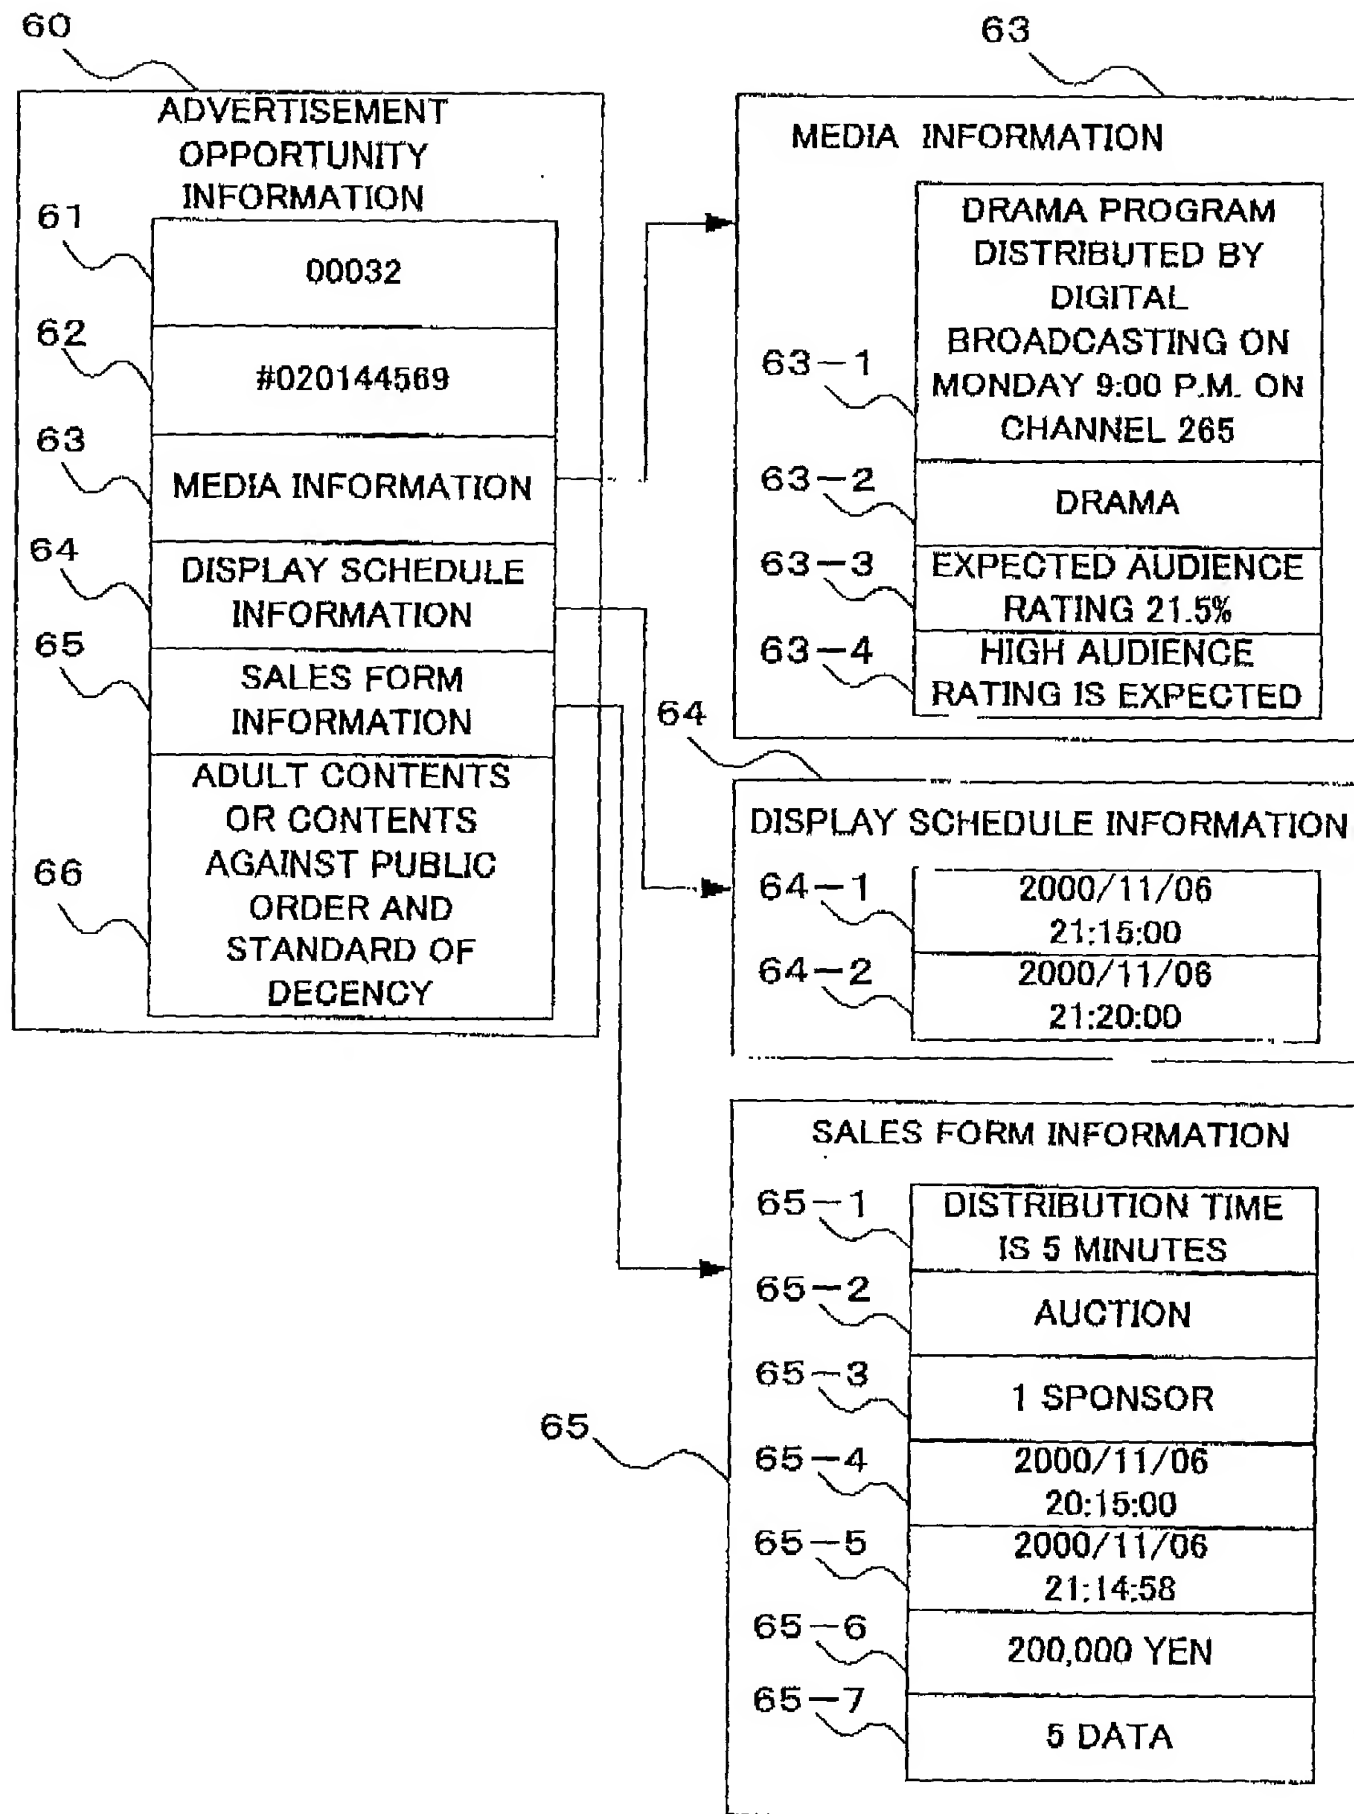 60
ADVERTISEMENT
OPPORTUNITY
INFORMATION
61
00032
62
#020144569
63
MEDIA INFORMATION
64
DISPLAY SCHEDULE
INFORMATION
65
SALES FORM
INFORMATION
66
ADULT CONTENTS
OR CONTENTS
AGAINST PUBLIC
ORDER AND
STANDARD OF
DECENCY
63
MEDIA INFORMATION
63-1
DRAMA PROGRAM
DISTRIBUTED BY
DIGITAL
BROADCASTING ON
MONDAY 9:00 P.M. ON
CHANNEL 265
63-2
DRAMA
63-3
EXPECTED AUDIENCE
RATING 21.5%
63-4
HIGH AUDIENCE
RATING IS EXPECTED
64
DISPLAY SCHEDULE INFORMATION
64-1
2000/11/06
21:15:00
64-2
2000/11/06
21:20:00
65
SALES FORM INFORMATION
65-1
DISTRIBUTION TIME
IS 5 MINUTES
65-2
AUCTION
65-3
1 SPONSOR
65-4
2000/11/06
20:15:00
65-5
2000/11/06
21:14:58
65-6
200,000 YEN
65-7
5 DATA